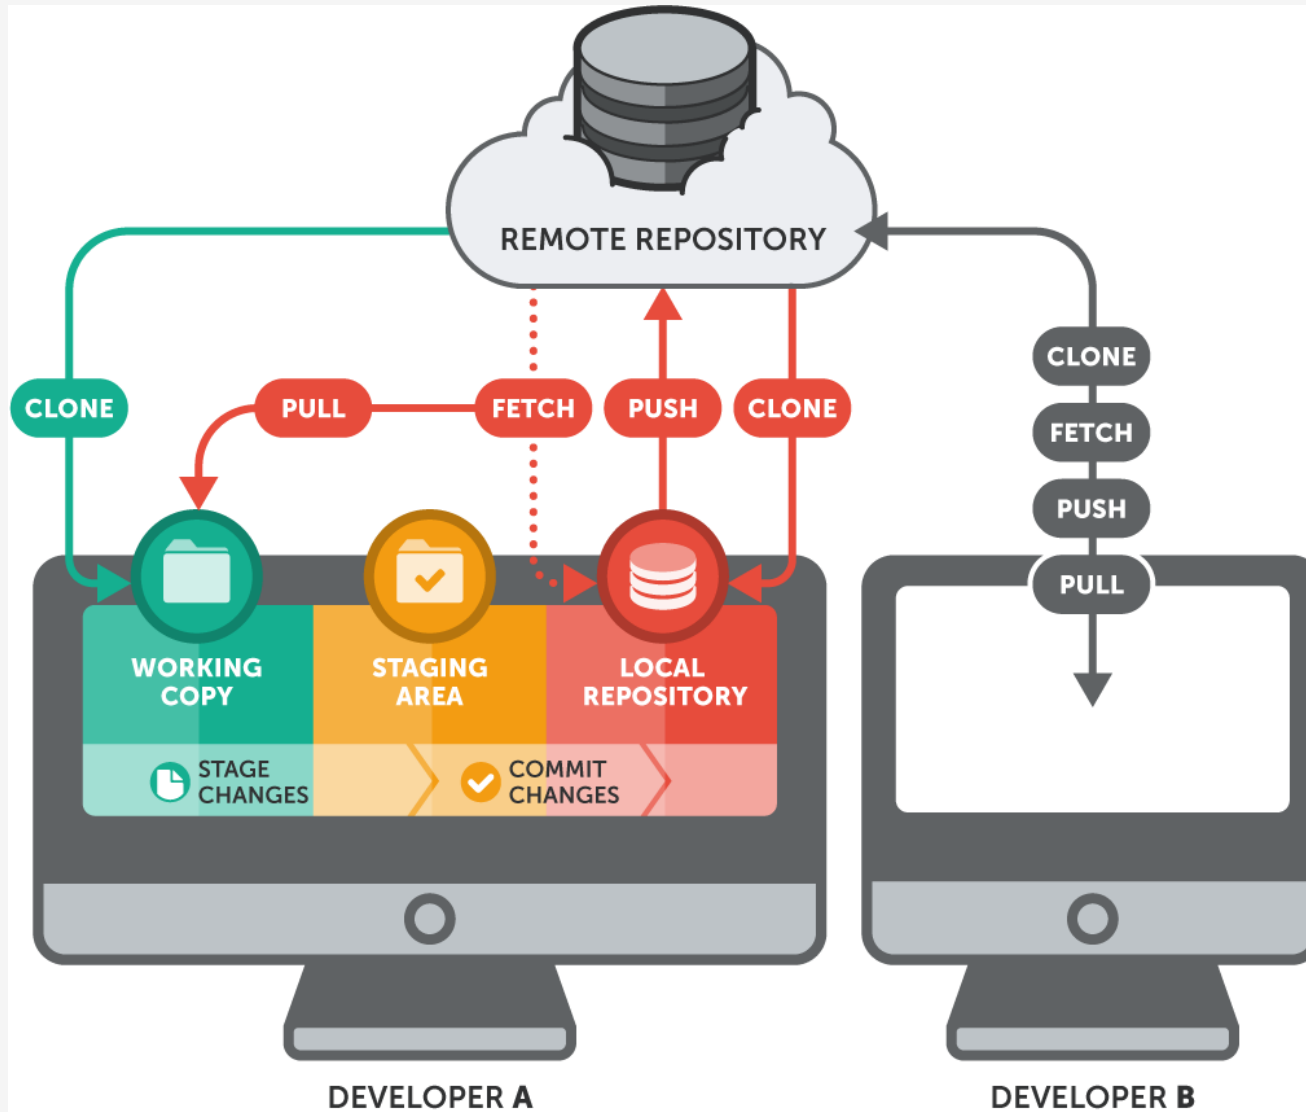 REMOTE REPOSITORY
CLONE
PULL
FETCH
PUSH
CLONE
CLONE
FETCH
PUSH
PULL
WORKING
COPY
STAGING
AREA
LOCAL
REPOSITORY
STAGE
CHANGES
COMMIT
CHANGES
DEVELOPER A
DEVELOPER B